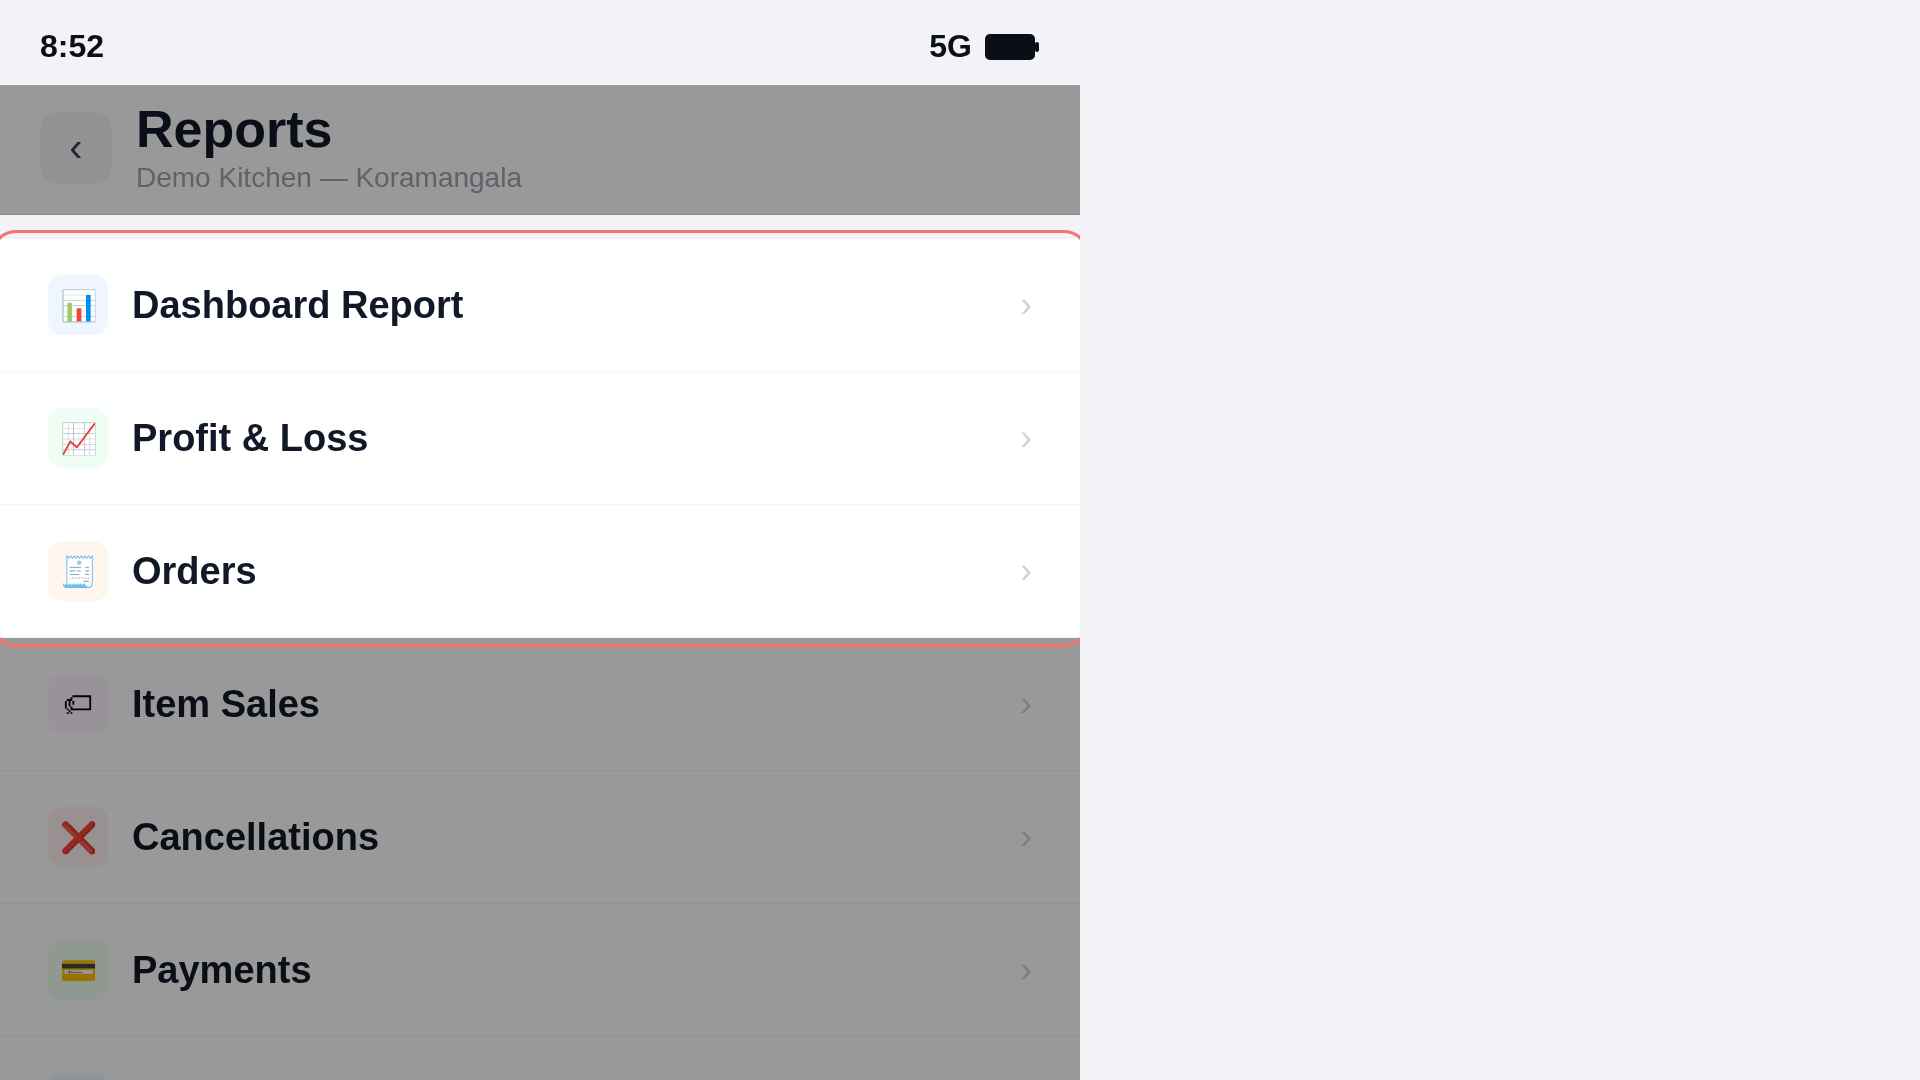 8:52
5G
Reports
Demo Kitchen — Koramangala
Dashboard Report
Profit & Loss
Orders
Item Sales
Cancellations
Payments